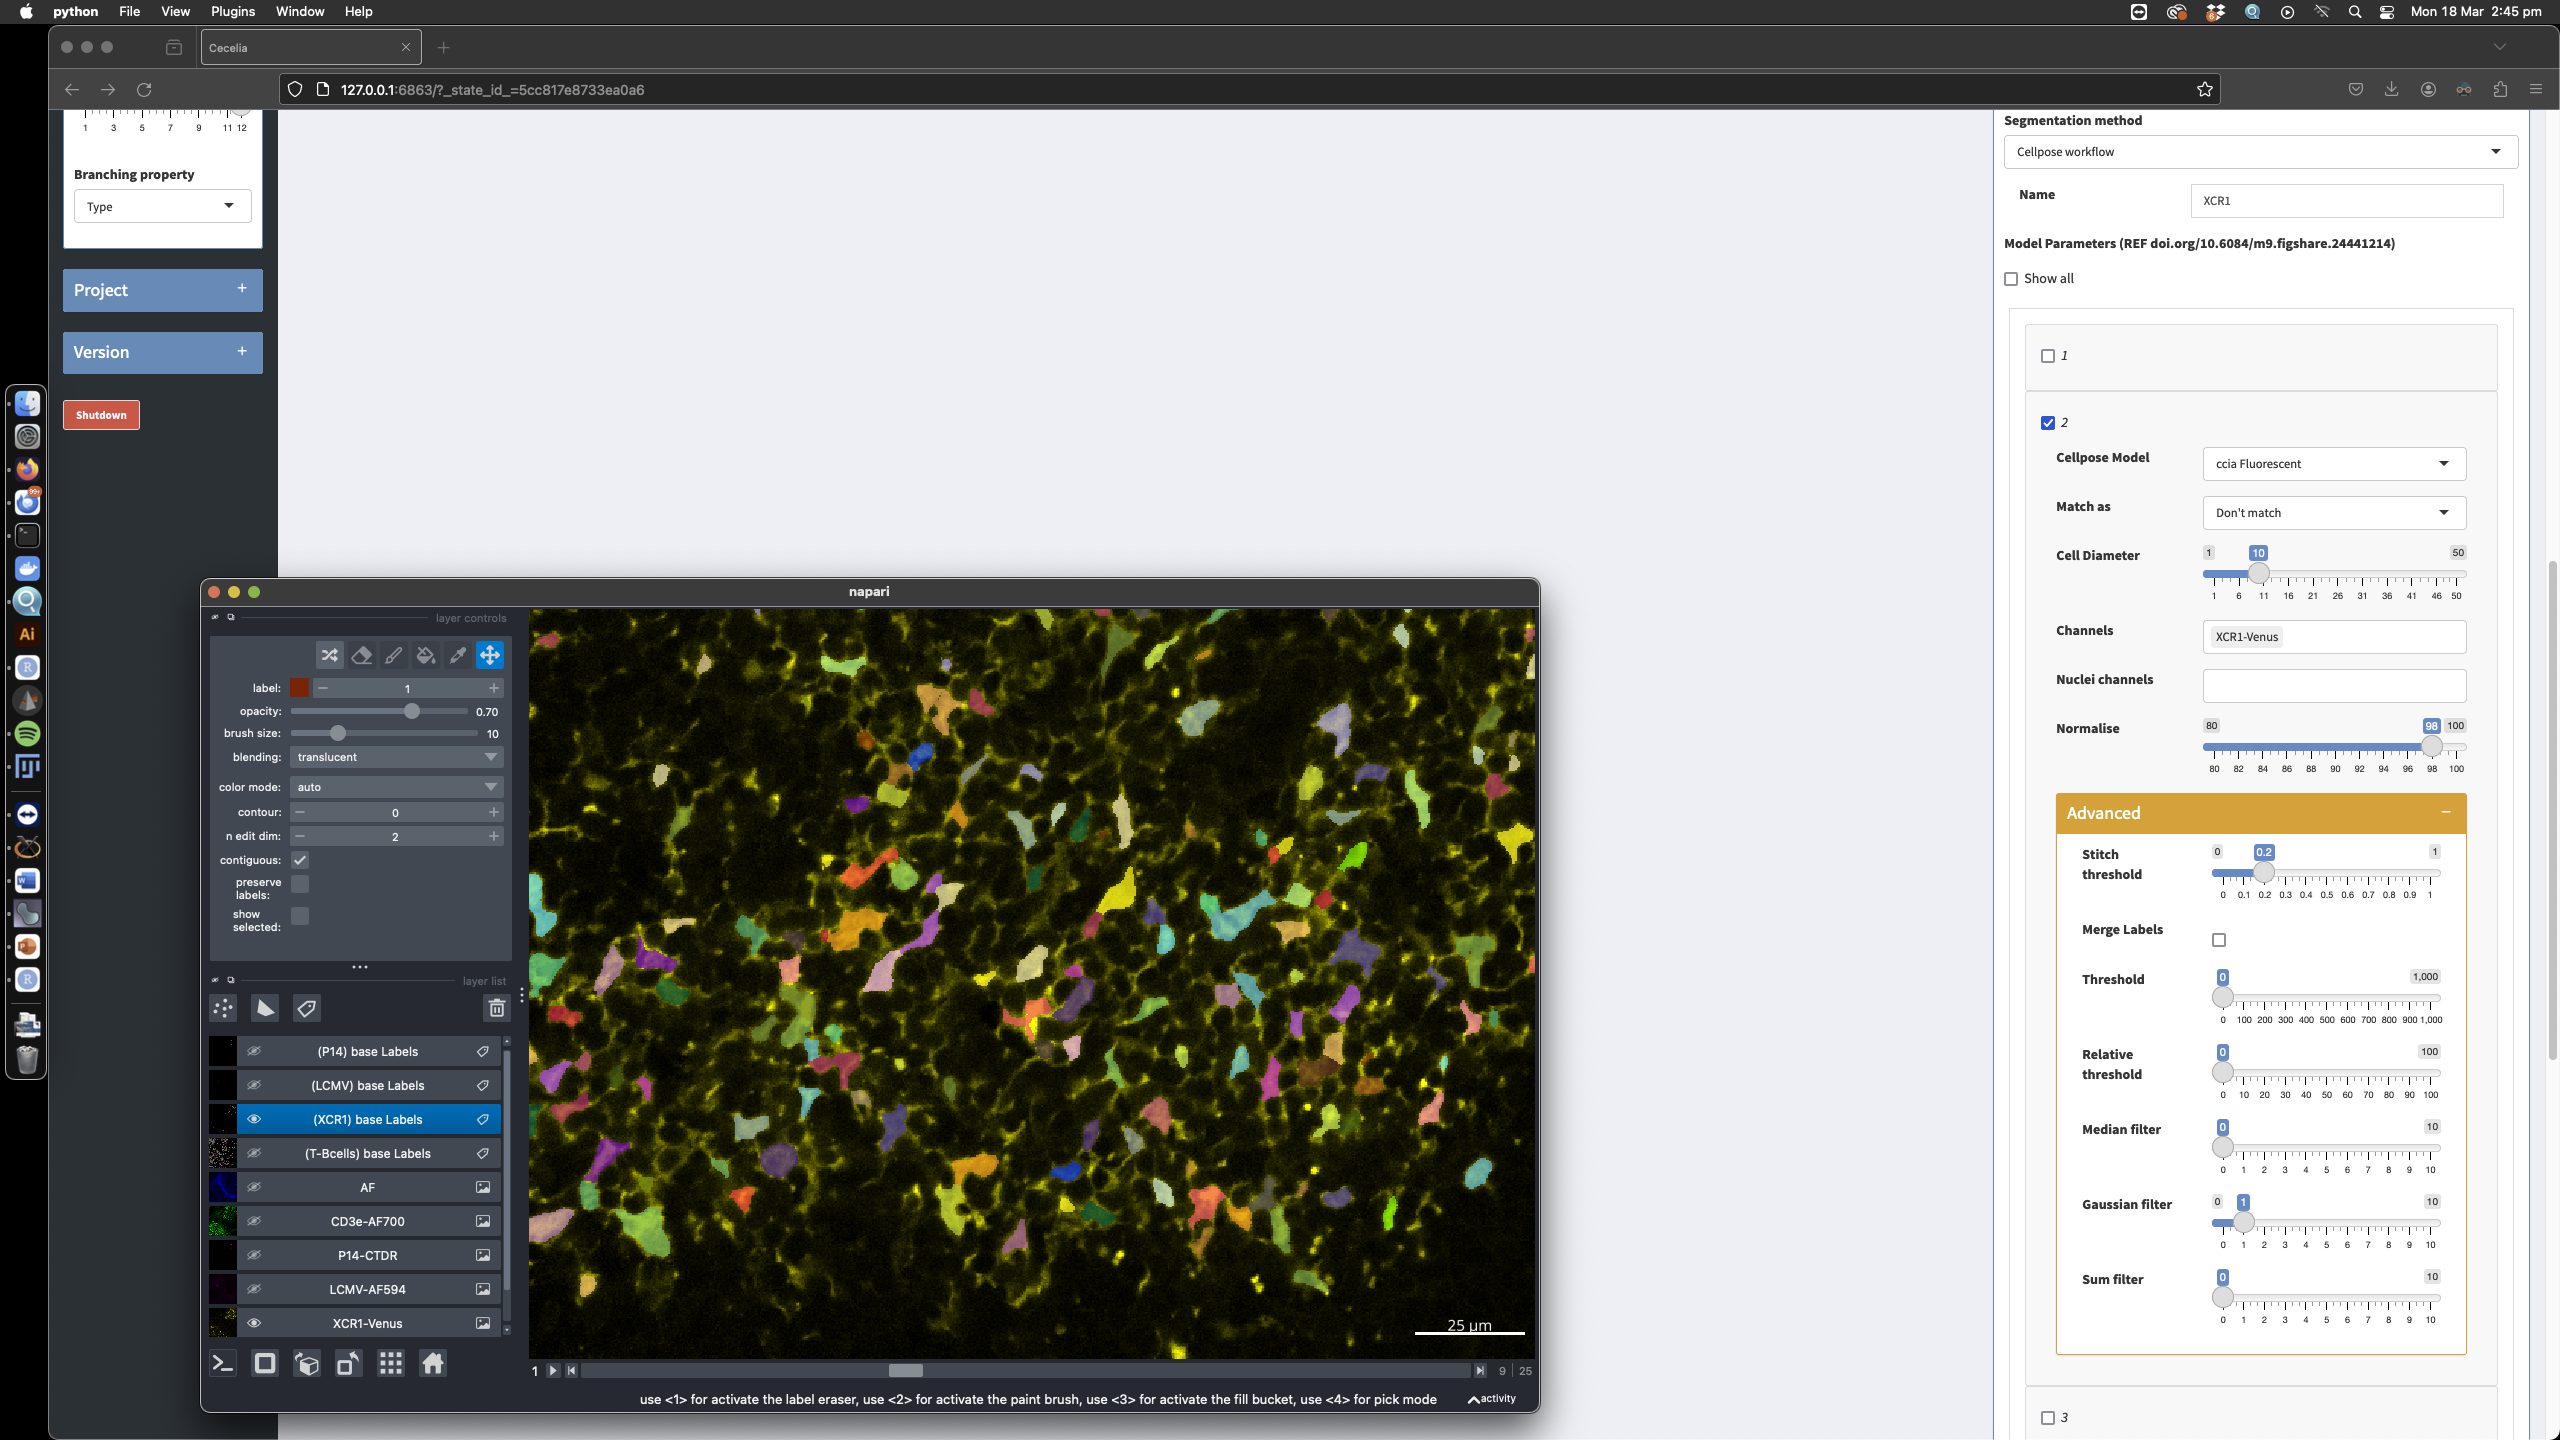 python File View Plugins Window Help
Mon 18 Mar 2:45 pm
Cecelia
127.0.0.1:6863/?_state_id_=5cc817e8733ea0a6
1 3 5 7 9 11 12
Branching property
Type
Project +
Version +
Shutdown
99+
Ai
napari
layer controls
label: 1
opacity: 0.70
brush size: 10
blending: translucent
color mode: auto
contour: 0
n edit dim: 2
contiguous:
preserve
labels:
show
selected:
layer list
(P14) base Labels
(LCMV) base Labels
(XCR1) base Labels
(T-Bcells) base Labels
AF
CD3e-AF700
P14-CTDR
LCMV-AF594
XCR1-Venus
25 µm
1 9 25
use <1> for activate the label eraser, use <2> for activate the paint brush, use <3> for activate the fill bucket, use <4> for pick mode
activity
Segmentation method
Cellpose workflow
Name XCR1
Model Parameters (REF doi.org/10.6084/m9.figshare.24441214)
Show all
1
2
Cellpose Model ccia Fluorescent
Match as Don't match
Cell Diameter 1 10 50
1 6 11 16 21 26 31 36 41 46 50
Channels XCR1-Venus
Nuclei channels
Normalise 80 98 100
80 82 84 86 88 90 92 94 96 98 100
Advanced −
Stitch
threshold
0 0.2 1
0 0.1 0.2 0.3 0.4 0.5 0.6 0.7 0.8 0.9 1
Merge Labels
Threshold 0 1,000
0 100 200 300 400 500 600 700 800 900 1,000
Relative
threshold
0 100
0 10 20 30 40 50 60 70 80 90 100
Median filter 0 10
0 1 2 3 4 5 6 7 8 9 10
Gaussian filter 0 1 10
0 1 2 3 4 5 6 7 8 9 10
Sum filter 0 10
0 1 2 3 4 5 6 7 8 9 10
3